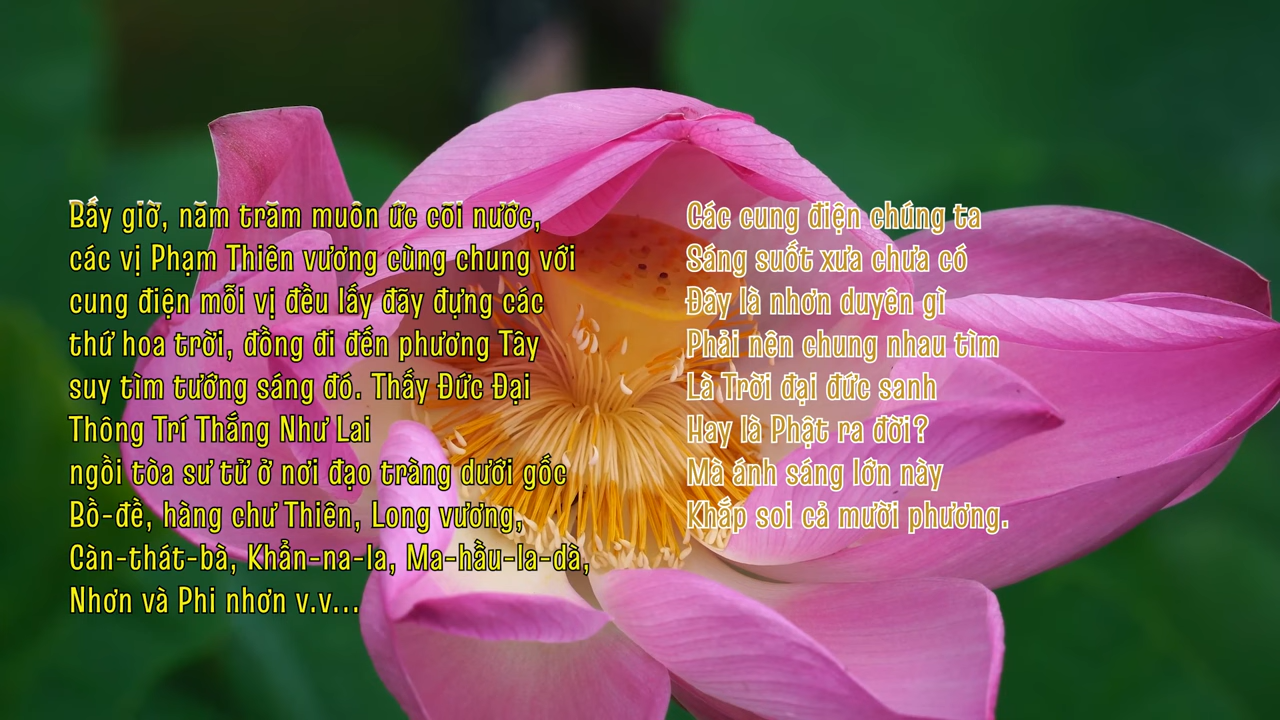 Bấy giờ, năm trăm muôn ức cõi nước,
các vị Phạm Thiên vương cùng chung với
cung điện mỗi vị đều lấy đãy đựng các
thứ hoa trời, đồng đi đến phương Tây
suy tìm tướng sáng đó. Thấy Đức Đại
Thông Trí Thắng Như Lai
ngồi tòa sư tử ở nơi đạo tràng dưới gốc
Bồ-đề, hàng chư Thiên, Long vương,
Càn-thát-bà, Khẩn-na-la, Ma-hầu-la-dà,
Nhơn và Phi nhơn v.v...
Các cung điện chúng ta
Sáng suốt xưa chưa có
Đây là nhơn duyên gì
Phải nên chung nhau tìm
Là Trời đại đức sanh
Hay là Phật ra đời?
Mà ánh sáng lớn này
Khắp soi cả mười phương.